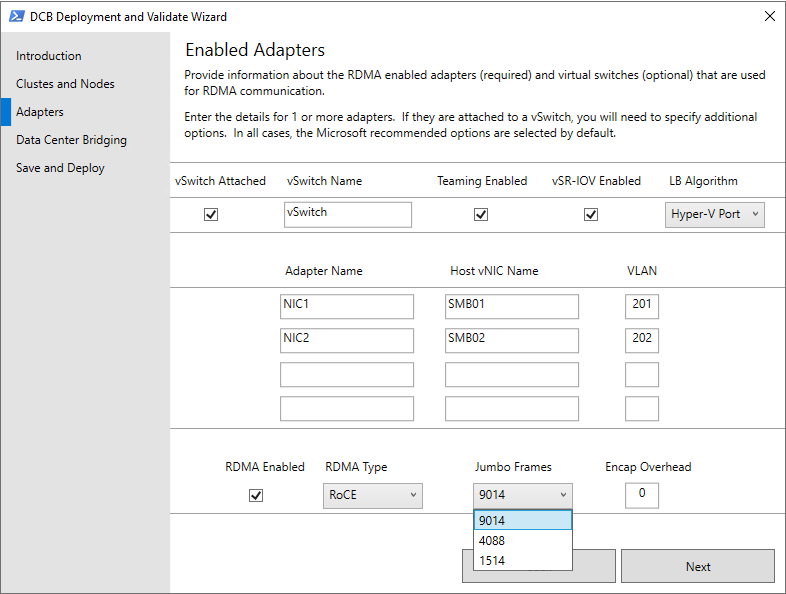 DCB Deployment and Validate Wizard
Introduction
Clustes and Nodes
Adapters
Data Center Bridging
Save and Deploy
Enabled Adapters
Provide information about the RDMA enabled adapters (required) and virtual switches (optional) that are used
for RDMA communication.
Enter the details for 1 or more adapters. If they are attached to a vSwitch, you will need to specify additional
options. In all cases, the Microsoft recommended options are selected by default.
vSwitch Attached vSwitch Name Teaming Enabled vSR-IOV Enabled LB Algorithm
vSwitch Hyper-V Port
Adapter Name Host vNIC Name VLAN
NIC1 SMB01 201
NIC2 SMB02 202
RDMA Enabled RDMA Type Jumbo Frames Encap Overhead
RoCE 9014 0
9014
4088
1514
Next